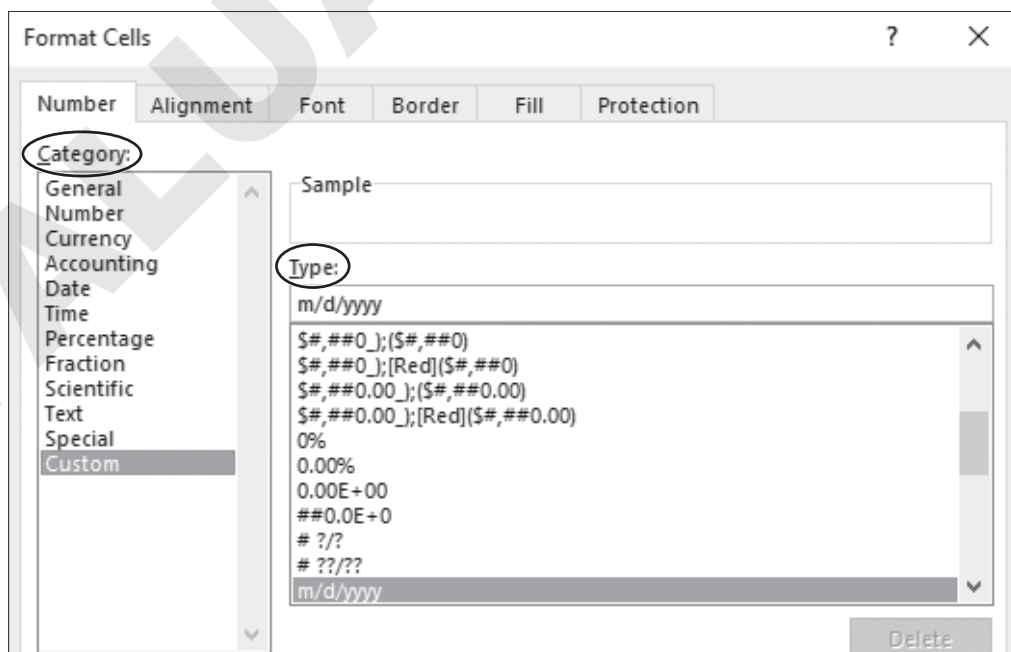 Format Cells ? ×
Number Alignment Font Border Fill Protection
Category:
General
Number
Currency
Accounting
Date
Time
Percentage
Fraction
Scientific
Text
Special
Custom
Sample
Type:
m/d/yyyy
$#,##0_);($#,##0)
$#,##0_);[Red]($#,##0)
$#,##0.00_);($#,##0.00)
$#,##0.00_);[Red]($#,##0.00)
0%
0.00%
0.00E+00
##0.0E+0
# ?/?
# ??/??
m/d/yyyy
Delete